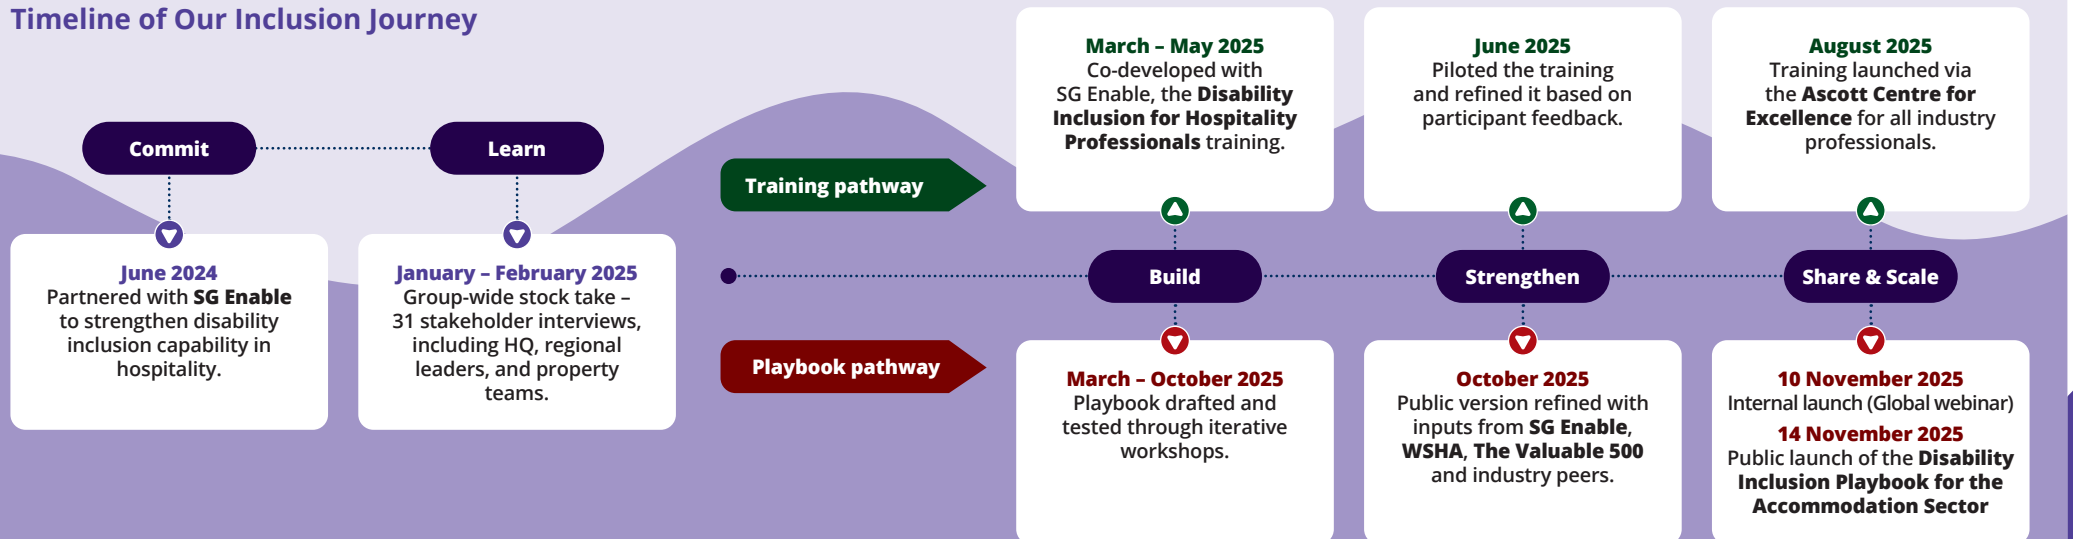 Timeline of Our Inclusion Journey
Commit
June 2024
Partnered with SG Enable
to strengthen disability
inclusion capability in
hospitality.
Learn
January – February 2025
Group-wide stock take –
31 stakeholder interviews,
including HQ, regional
leaders, and property
teams.
Training pathway
March – May 2025
Co-developed with
SG Enable, the Disability
Inclusion for Hospitality
Professionals training.
June 2025
Piloted the training
and refined it based on
participant feedback.
August 2025
Training launched via
the Ascott Centre for
Excellence for all industry
professionals.
Build
Strengthen
Share & Scale
Playbook pathway
March – October 2025
Playbook drafted and
tested through iterative
workshops.
October 2025
Public version refined with
inputs from SG Enable,
WSHA, The Valuable 500
and industry peers.
10 November 2025
Internal launch (Global webinar)
14 November 2025
Public launch of the Disability
Inclusion Playbook for the
Accommodation Sector